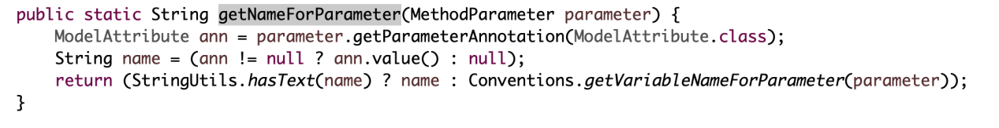 public static String getNameForParameter(MethodParameter parameter) {
    ModelAttribute ann = parameter.getParameterAnnotation(ModelAttribute.class);
    String name = (ann != null ? ann.value() : null);
    return (StringUtils.hasText(name) ? name : Conventions.getVariableNameForParameter(parameter));
}